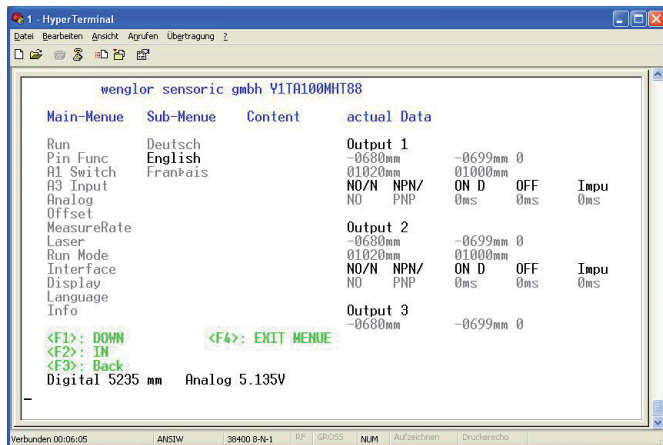 1 - HyperTerminal
Datei Bearbeiten Ansicht Anrufen Übertragung ?
wenglor sensoric gmbh Y1TA100MHT88
Main-Menue Sub-Menue Content actual Data
Run Deutsch Output 1
Pin Func English -0680mm -0699mm 0
A1 Switch FranÞais 01020mm 01000mm
A3 Input NO/N NPN/ ON D OFF Impu
Analog NO PNP 0ms 0ms 0ms
Offset
MeasureRate Output 2
Laser -0680mm -0699mm 0
Run Mode 01020mm 01000mm
Interface NO/N NPN/ ON D OFF Impu
Display NO PNP 0ms 0ms 0ms
Language
Info Output 3
-0680mm -0699mm 0
<F1>: DOWN <F4>: EXIT MENUE
<F2>: IN
<F3>: Back
Digital 5235 mm Analog 5.135V
Verbunden 00:06:05 ANSIW 38400 8-N-1 RF GROSS NUM Aufzeichnen Druckerecho